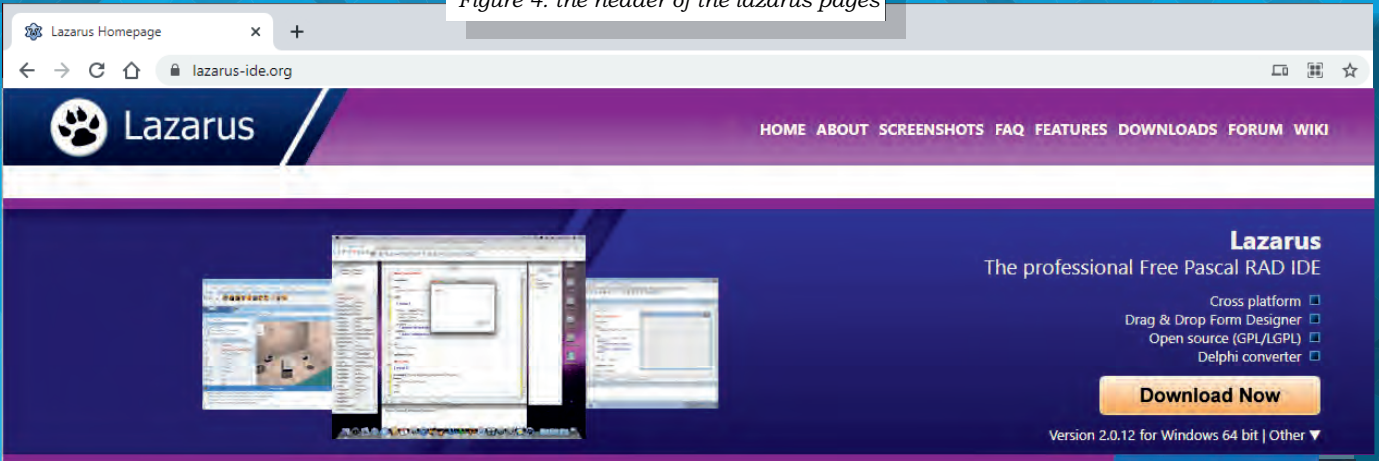 Figure 4: the header of the lazarus pages
Lazarus Homepage
lazarus-ide.org
Lazarus
HOME ABOUT SCREENSHOTS FAQ FEATURES DOWNLOADS FORUM WIKI
Lazarus
The professional Free Pascal RAD IDE
Cross platform
Drag & Drop Form Designer
Open source (GPL/LGPL)
Delphi converter
Download Now
Version 2.0.12 for Windows 64 bit | Other ▼